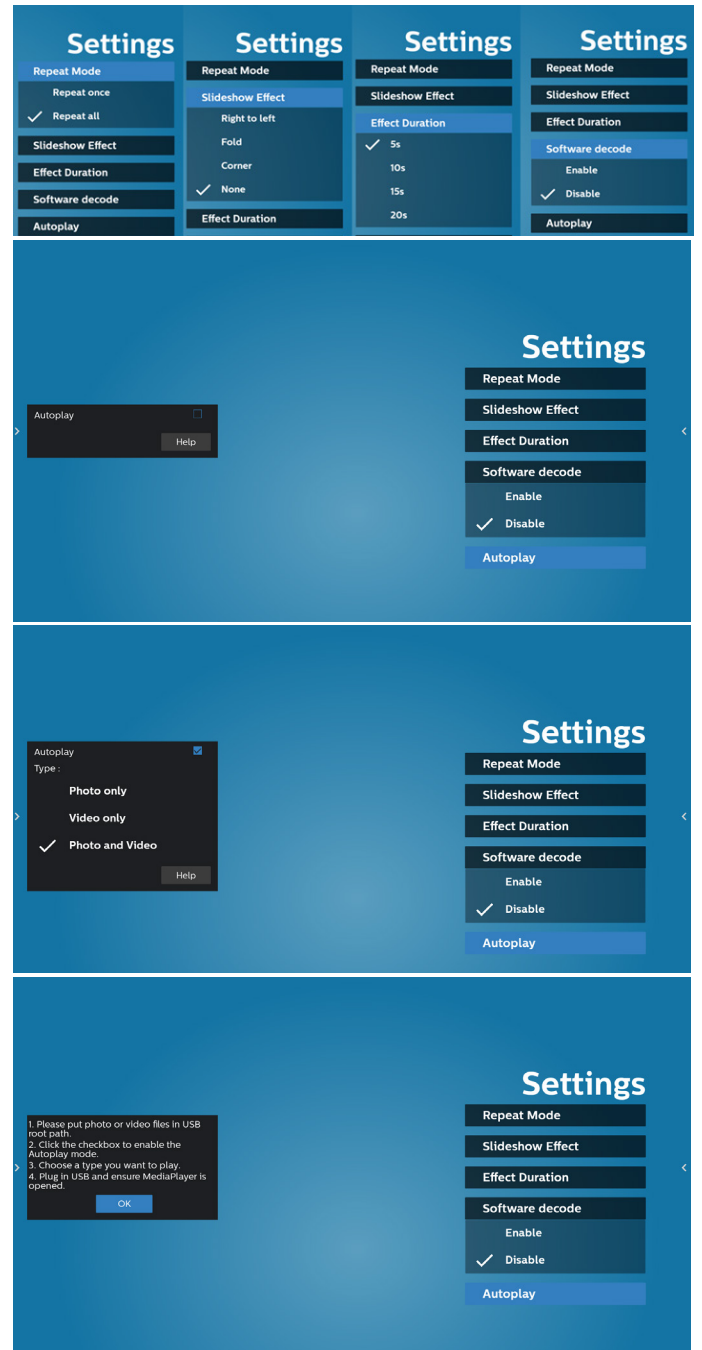 Settings
Repeat Mode
Repeat once
Repeat all
Slideshow Effect
Effect Duration
Software decode
Autoplay
Settings
Repeat Mode
Slideshow Effect
Right to left
Fold
Corner
None
Effect Duration
Settings
Repeat Mode
Slideshow Effect
Effect Duration
5s
10s
15s
20s
Settings
Repeat Mode
Slideshow Effect
Effect Duration
Software decode
Enable
Disable
Autoplay
Autoplay
Help
Settings
Repeat Mode
Slideshow Effect
Effect Duration
Software decode
Enable
Disable
Autoplay
Autoplay
Type :
Photo only
Video only
Photo and Video
Help
Settings
Repeat Mode
Slideshow Effect
Effect Duration
Software decode
Enable
Disable
Autoplay
1. Please put photo or video files in USB
root path.
2. Click the checkbox to enable the
Autoplay mode.
3. Choose a type you want to play.
4. Plug in USB and ensure MediaPlayer is
opened.
OK
Settings
Repeat Mode
Slideshow Effect
Effect Duration
Software decode
Enable
Disable
Autoplay